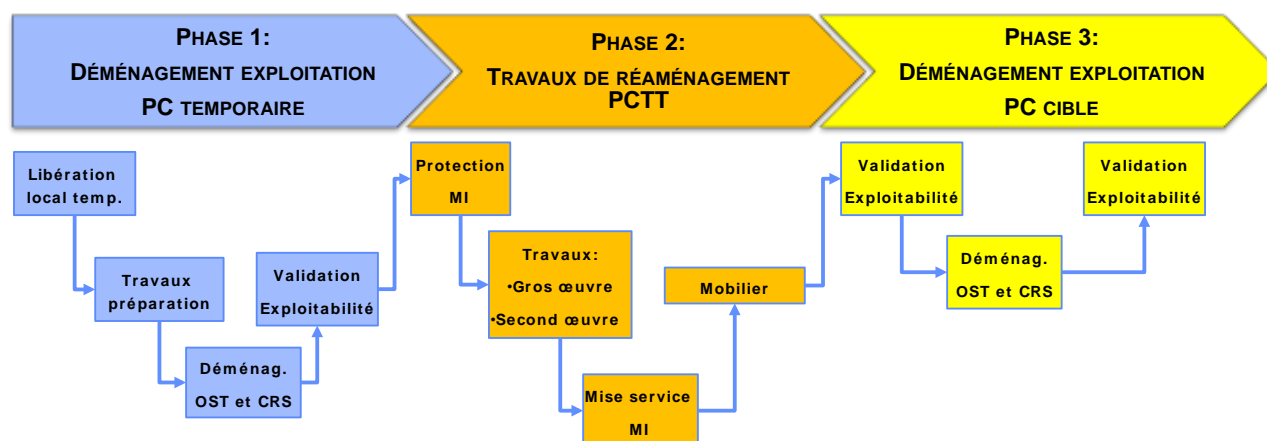 PHASE 1:
DÉMÉNAGEMENT EXPLOITATION
PC TEMPORAIRE
PHASE 2:
TRAVAUX DE RÉAMÉNAGEMENT
PCTT
PHASE 3:
DÉMÉNAGEMENT EXPLOITATION
PC CIBLE
Libération
local temp.
Travaux
préparation
Déménag.
OST et CRS
Validation
Exploitabilité
Protection
MI
Travaux:
•Gros œuvre
•Second œuvre
Mise service
MI
Mobilier
Validation
Exploitabilité
Déménag.
OST et CRS
Validation
Exploitabilité